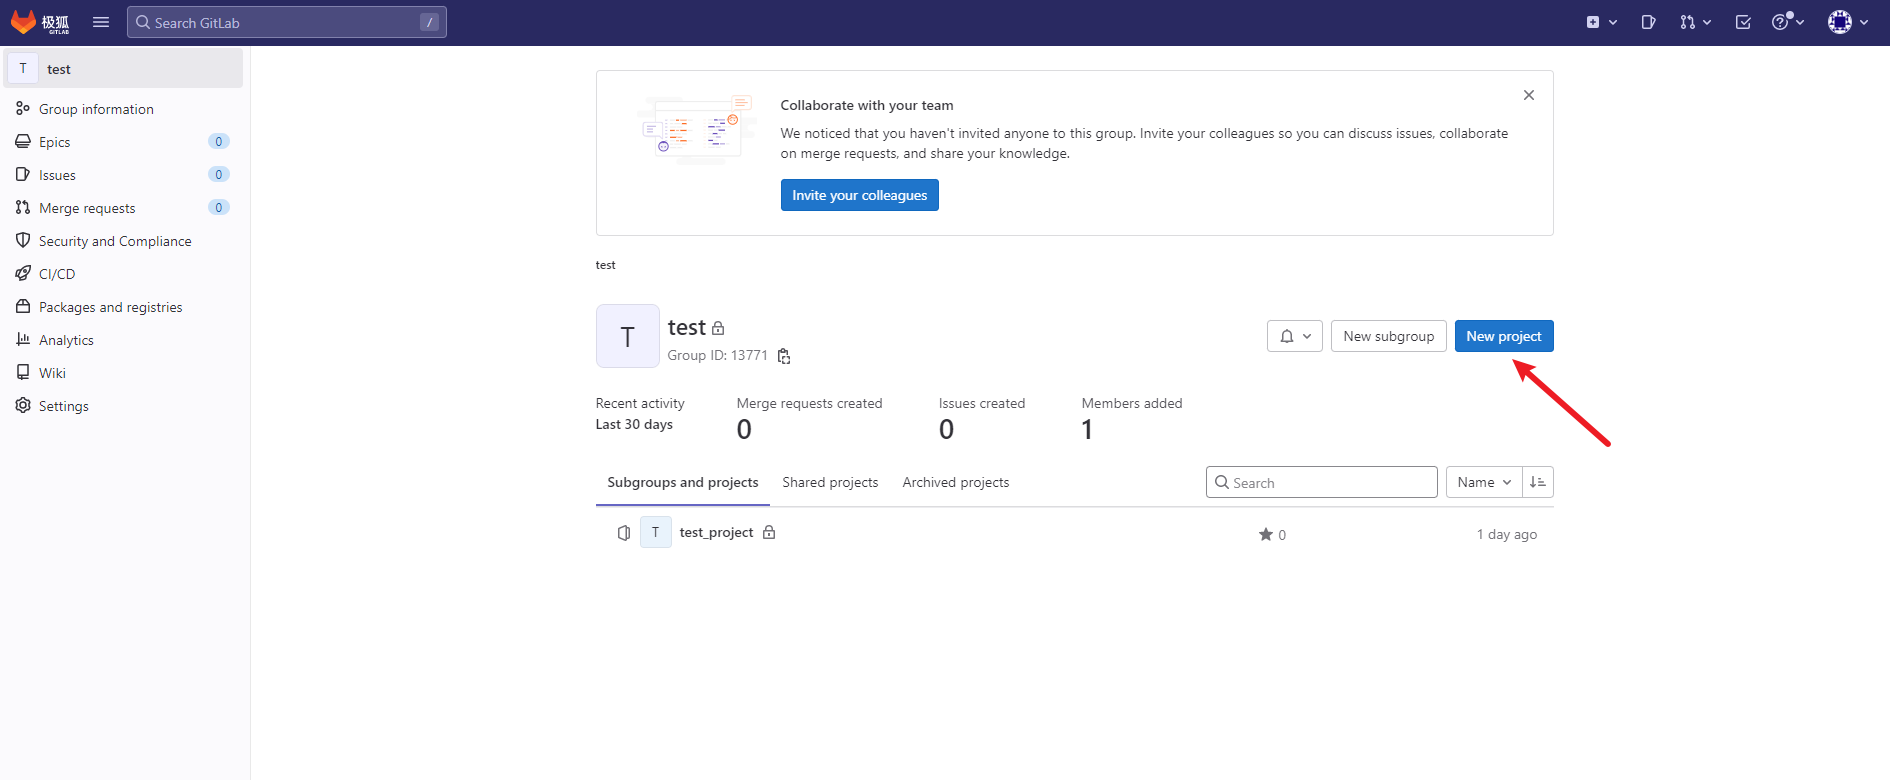 极狐
GITLAB
Search GitLab
/
T
test
Group information
Epics
0
Issues
0
Merge requests
0
Security and Compliance
CI/CD
Packages and registries
Analytics
Wiki
Settings
Collaborate with your team
We noticed that you haven't invited anyone to this group. Invite your colleagues so you can discuss issues, collaborate
on merge requests, and share your knowledge.
Invite your colleagues
test
T
test
Group ID: 13771
New subgroup
New project
Recent activity
Last 30 days
Merge requests created
0
Issues created
0
Members added
1
Subgroups and projects
Shared projects
Archived projects
Search
Name
T
test_project
0
1 day ago